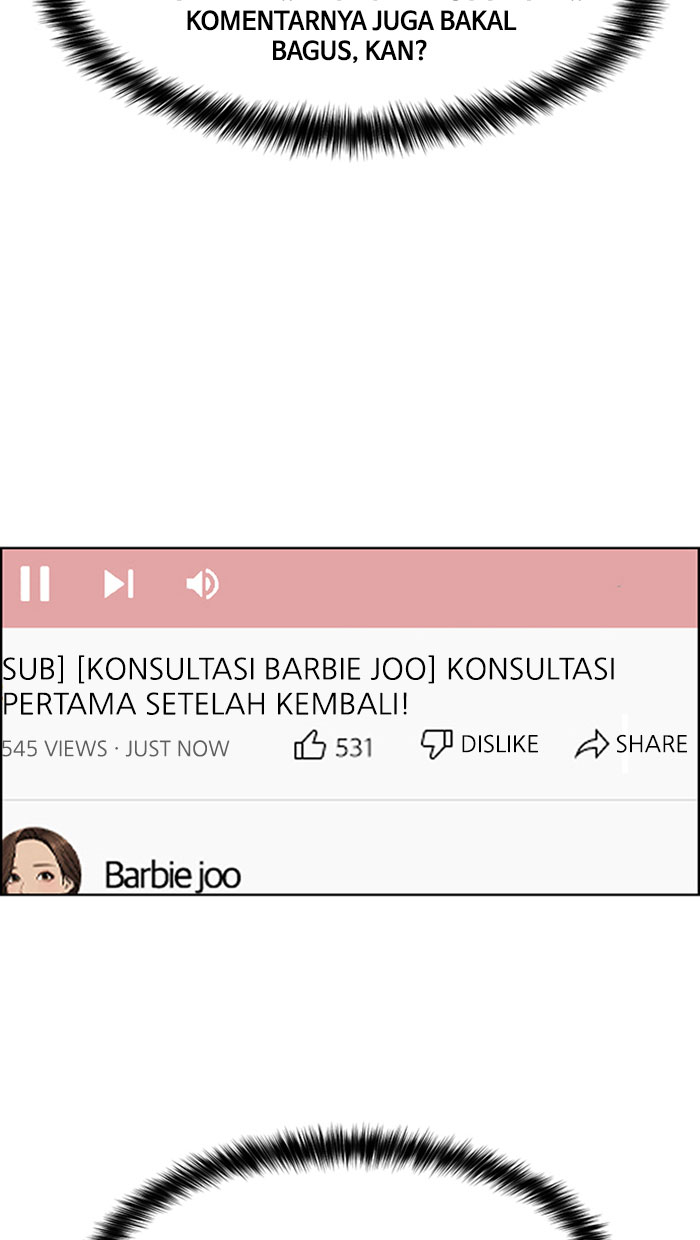 KOMENTARNYA JUGA BAKAL
BAGUS, KAN?
SUB] [KONSULTASI BARBIE JOO] KONSULTASI
PERTAMA SETELAH KEMBALI!
545 VIEWS · JUST NOW 531 DISLIKE SHARE
Barbie joo